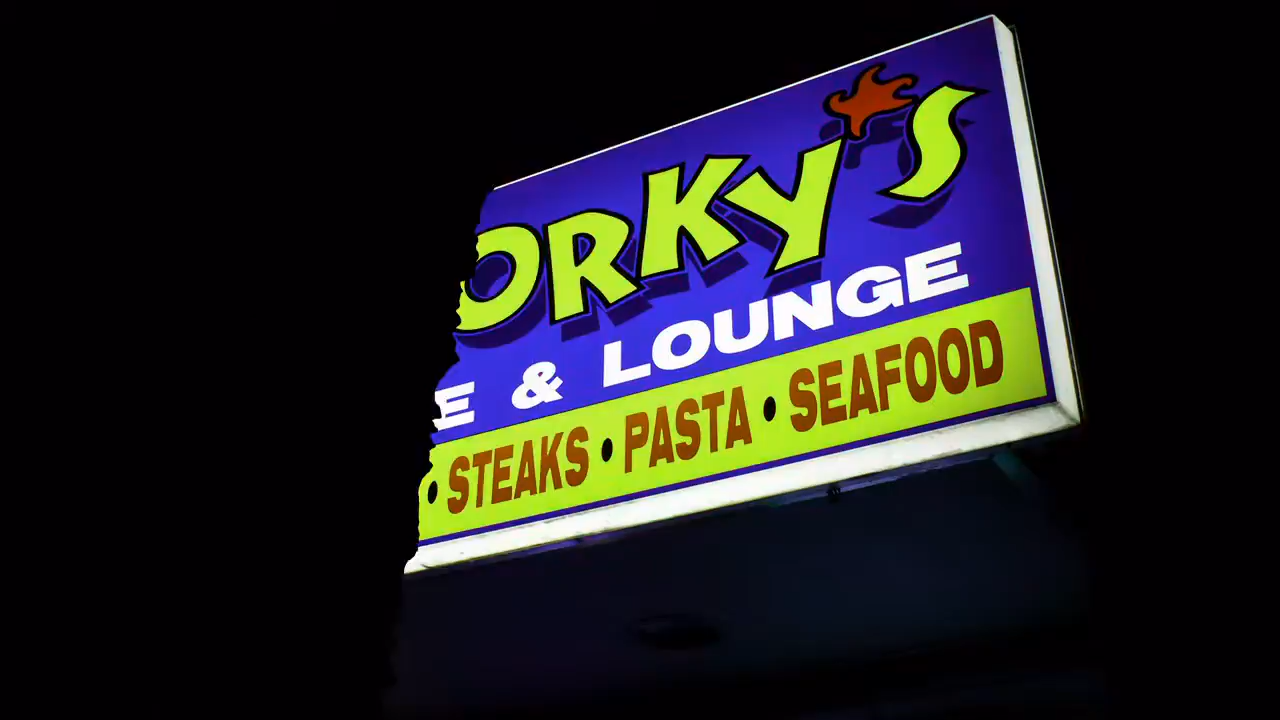 ORKY'S
E & LOUNGE
• STEAKS • PASTA • SEAFOOD